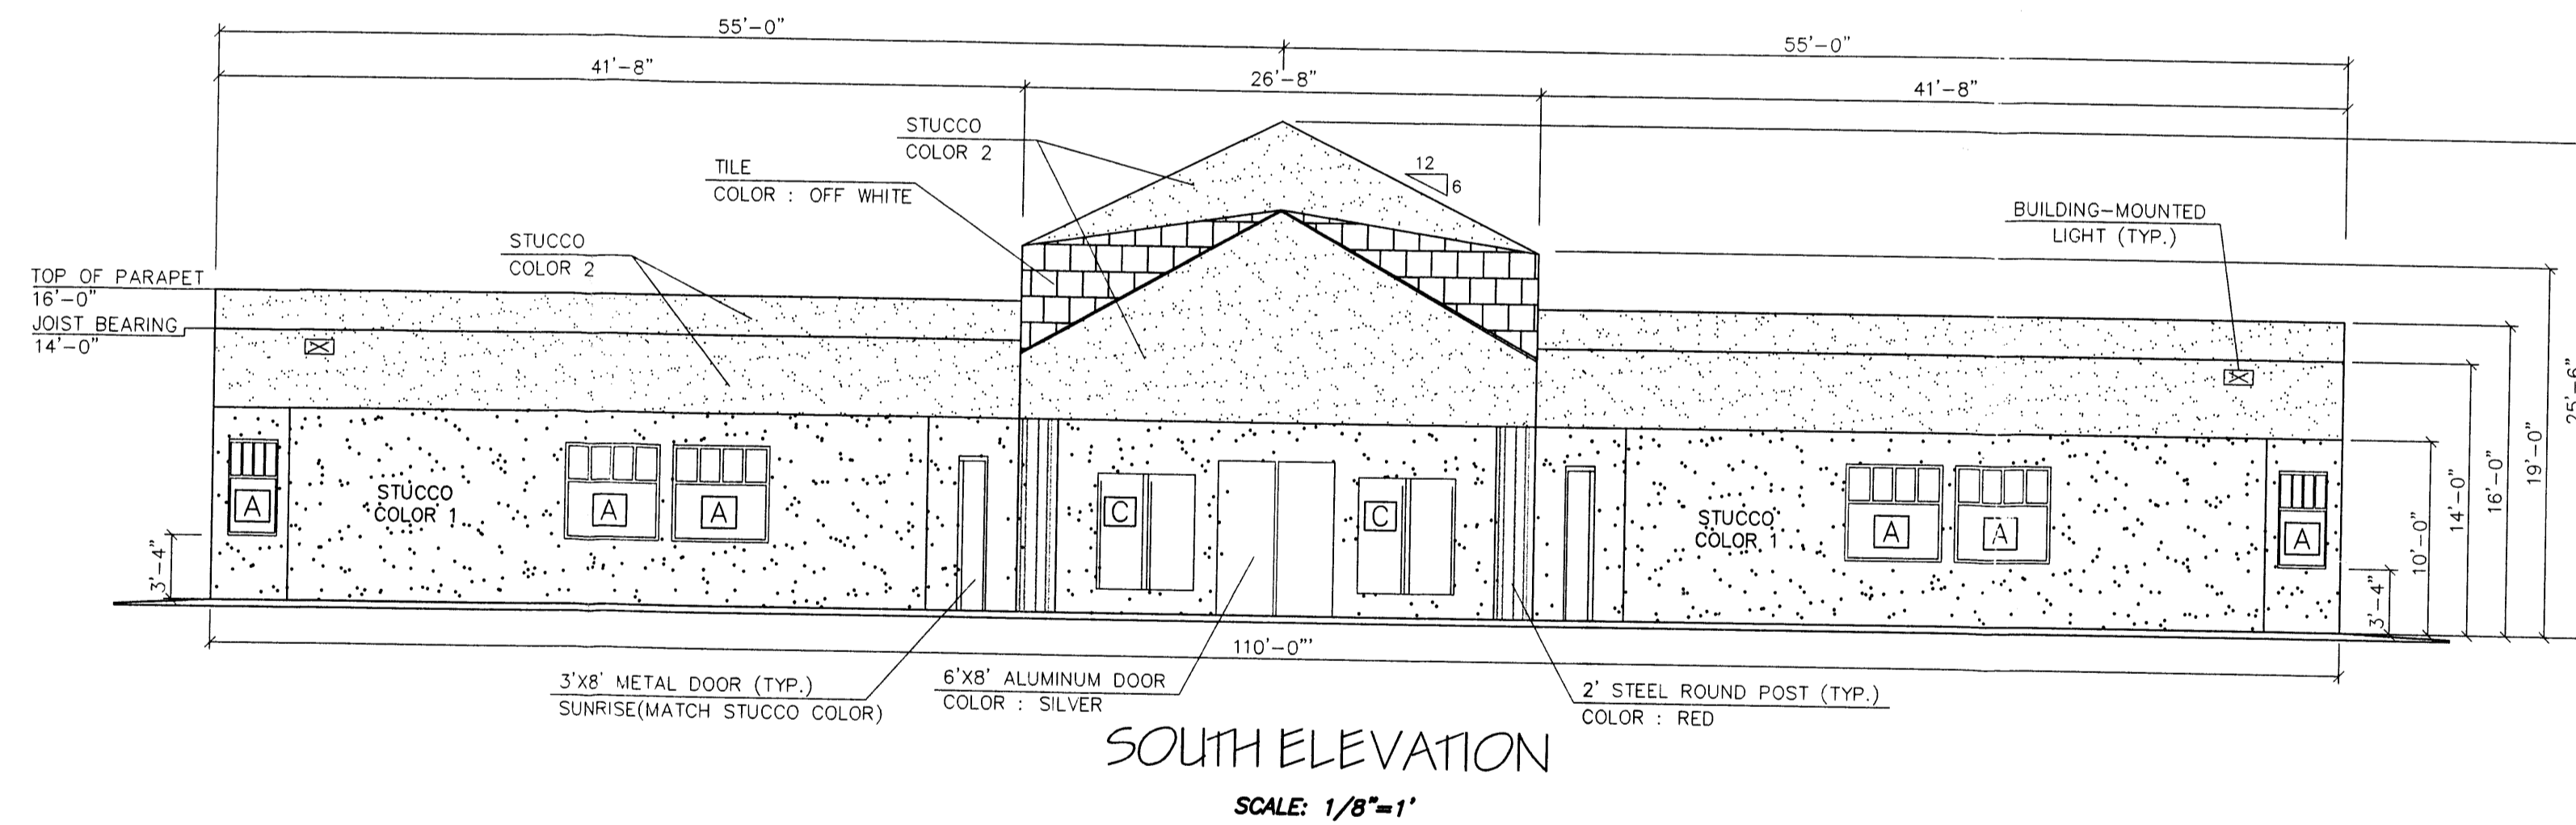 55'-0"
55'-0"
41'-8"
26'-8"
41'-8"
STUCCO
COLOR 2
12
6
TILE
COLOR : OFF WHITE
BUILDING-MOUNTED
LIGHT (TYP.)
STUCCO
COLOR 2
TOP OF PARAPET
16'-0"
JOIST BEARING
14'-0"
25'-6"
19'-0"
16'-0"
14'-0"
10'-0"
3'-4"
A
STUCCO
COLOR 1
A
A
C
C
STUCCO
COLOR 1
A
A
A
3'-4"
110'-0"'
3'X8' METAL DOOR (TYP.)
SUNRISE(MATCH STUCCO COLOR)
6'X8' ALUMINUM DOOR
COLOR : SILVER
2' STEEL ROUND POST (TYP.)
COLOR : RED
SOUTH ELEVATION
SCALE: 1/8"=1'